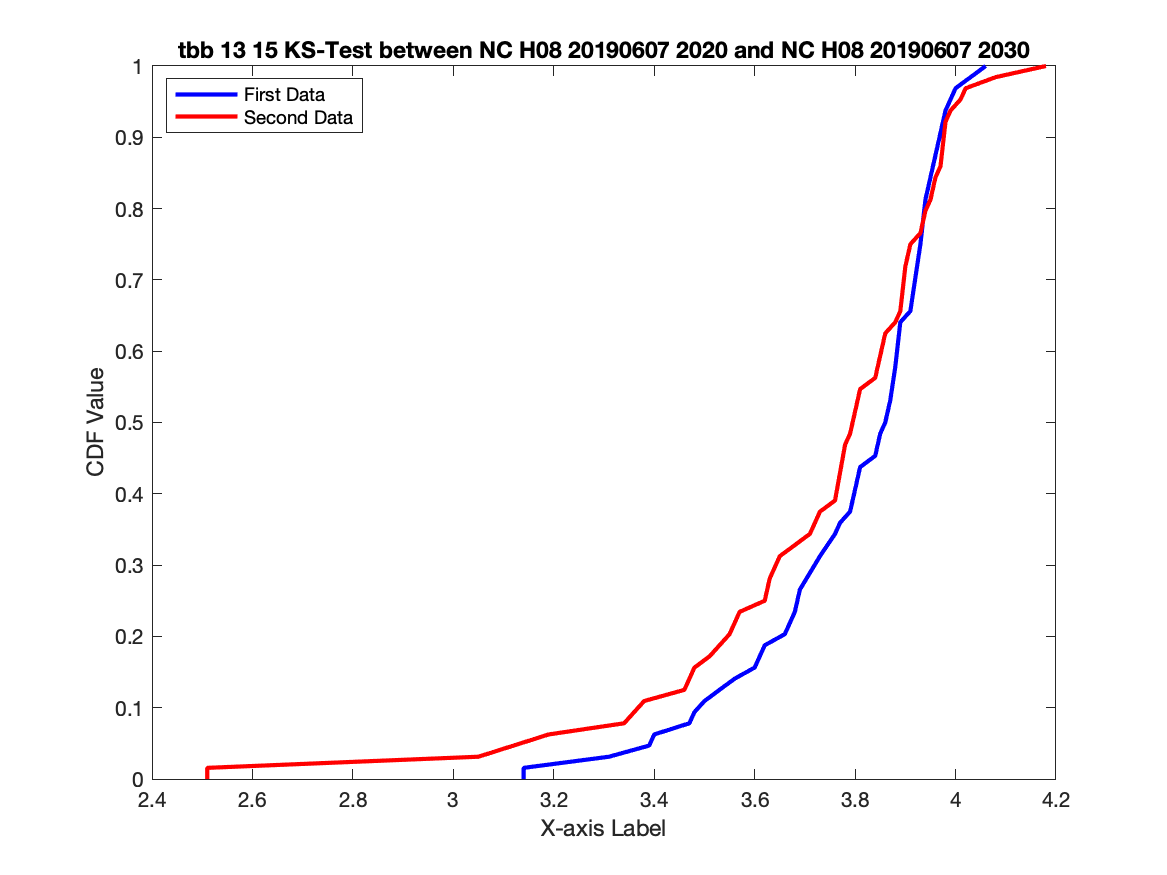 tbb 13 15 KS-Test between NC H08 20190607 2020 and NC H08 20190607 2030
First Data
Second Data
1
0.9
0.8
0.7
0.6
0.5
0.4
0.3
0.2
0.1
0
CDF Value
2.4 2.6 2.8 3 3.2 3.4 3.6 3.8 4 4.2
X-axis Label